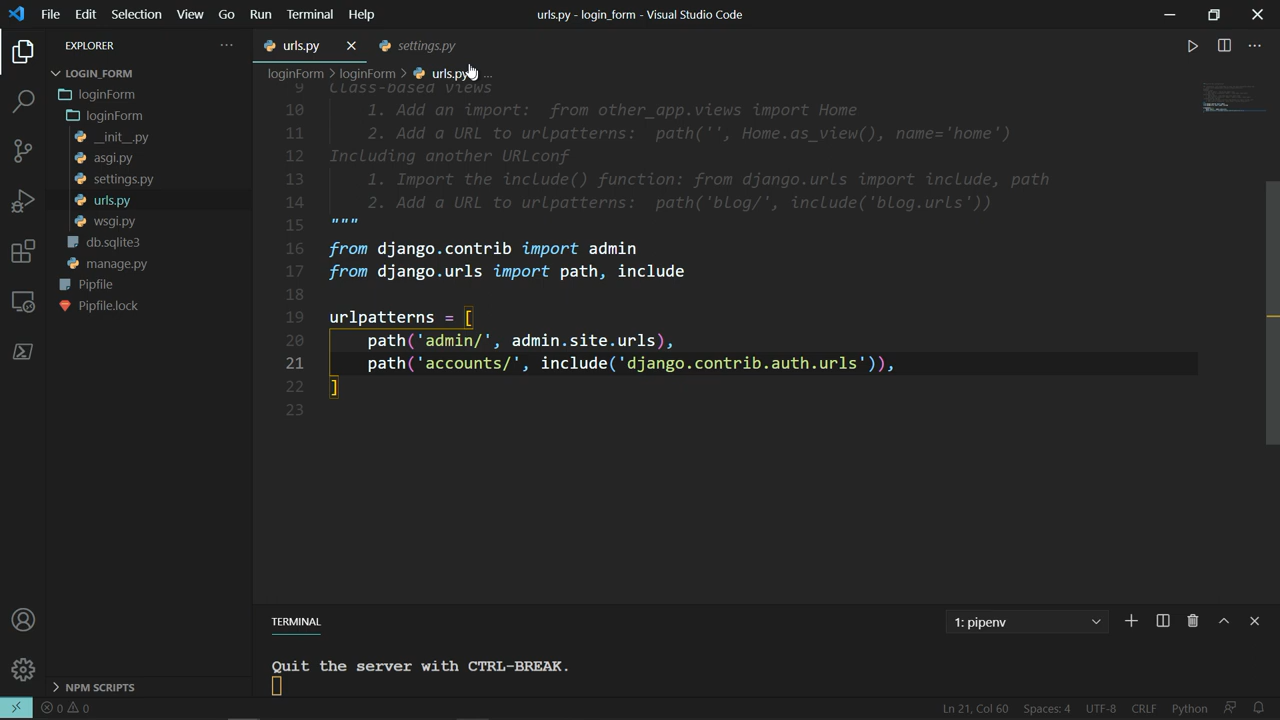 File Edit Selection View Go Run Terminal Help
urls.py - login_form - Visual Studio Code
EXPLORER
LOGIN_FORM
loginForm
loginForm
__init__.py
asgi.py
settings.py
urls.py
wsgi.py
db.sqlite3
manage.py
Pipfile
Pipfile.lock
NPM SCRIPTS
urls.py
settings.py
loginForm > loginForm > urls.py > ...
9 Class-based views
10 1. Add an import: from other_app.views import Home
11 2. Add a URL to urlpatterns: path('', Home.as_view(), name='home')
12 Including another URLconf
13 1. Import the include() function: from django.urls import include, path
14 2. Add a URL to urlpatterns: path('blog/', include('blog.urls'))
15 """
16 from django.contrib import admin
17 from django.urls import path, include
18
19 urlpatterns = [
20 path('admin/', admin.site.urls),
21 path('accounts/', include('django.contrib.auth.urls')),
22 ]
23
TERMINAL
1: pipenv
Quit the server with CTRL-BREAK.
0 0
Ln 21, Col 60 Spaces: 4 UTF-8 CRLF Python